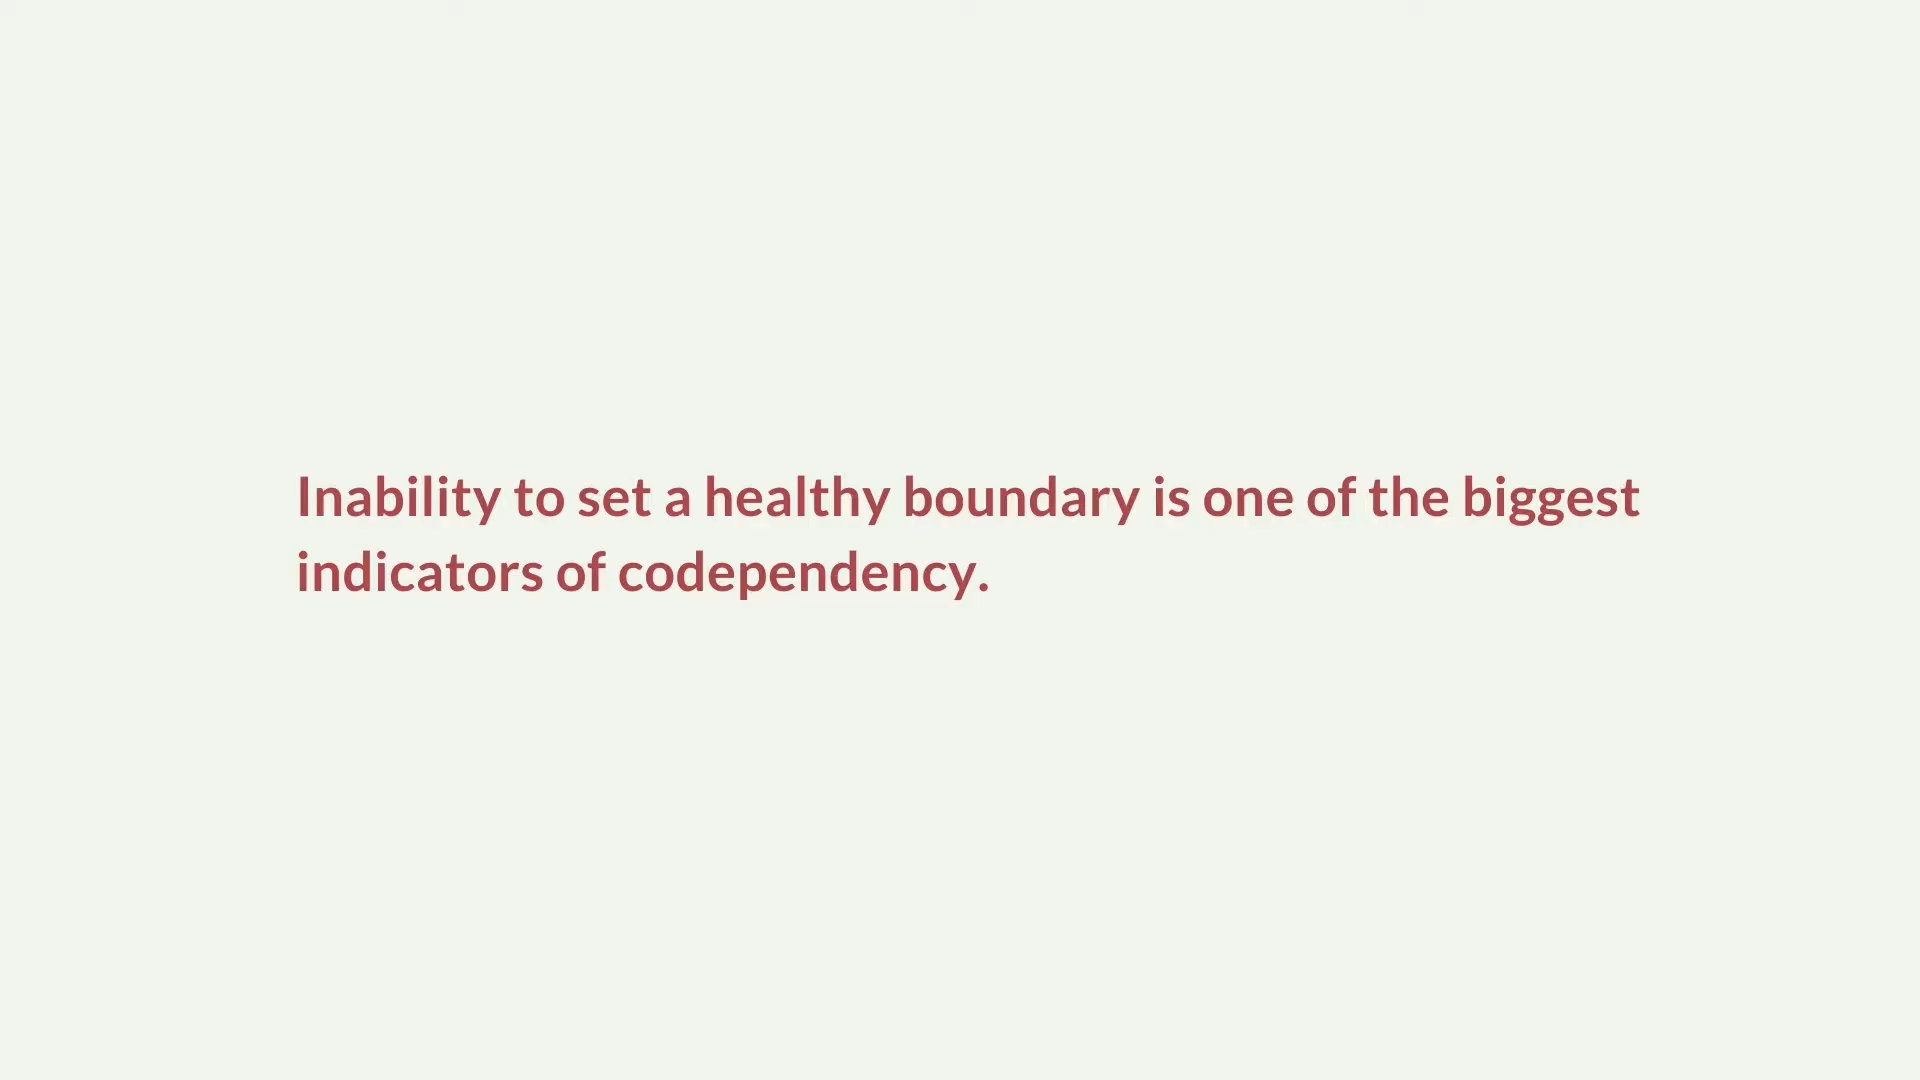 Inability to set a healthy boundary is one of the biggest
indicators of codependency.